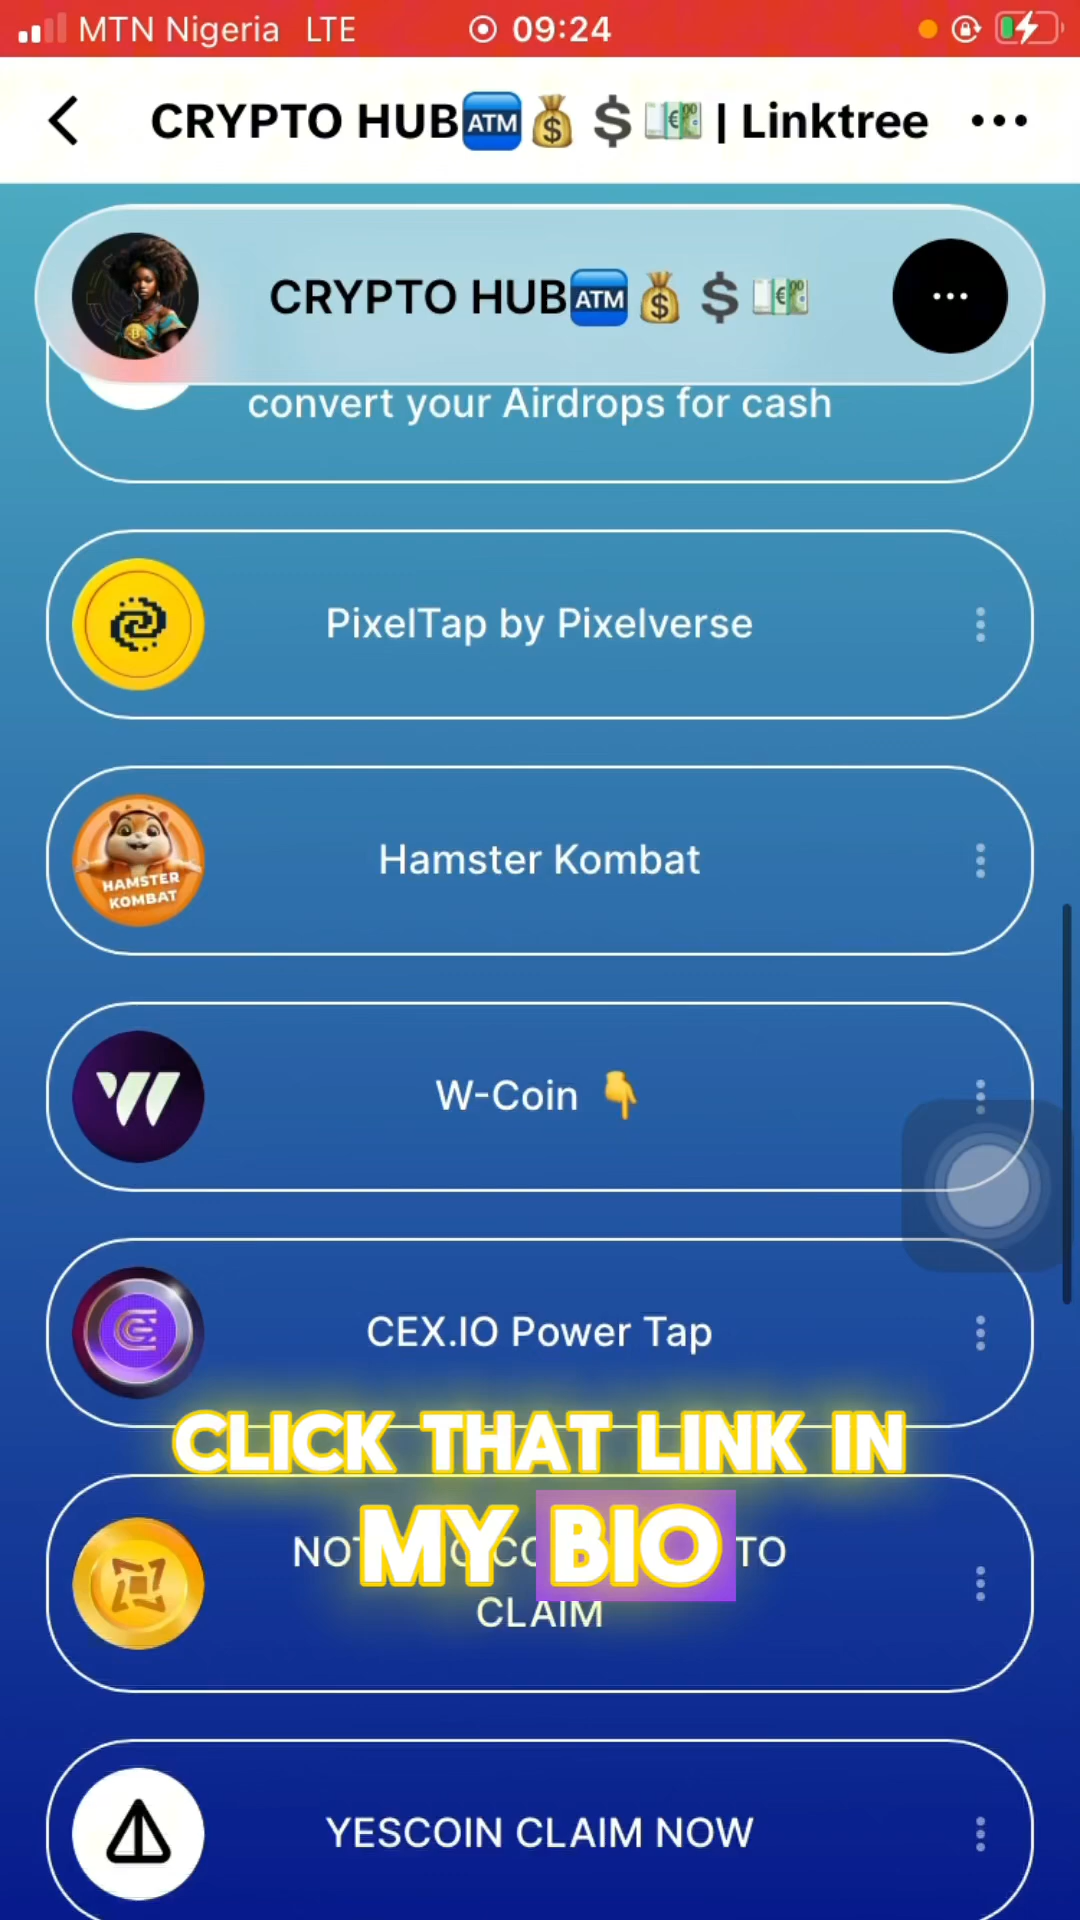 MTN Nigeria LTE 09:24
CRYPTO HUB🏧💰💲💶 | Linktree
CRYPTO HUB🏧💰💲💶
convert your Airdrops for cash
PixelTap by Pixelverse
HAMSTER
KOMBAT
Hamster Kombat
W-Coin 👇
CEX.IO Power Tap
CLICK THAT LINK IN
MY BIO
TO
CLAIM
YESCOIN CLAIM NOW